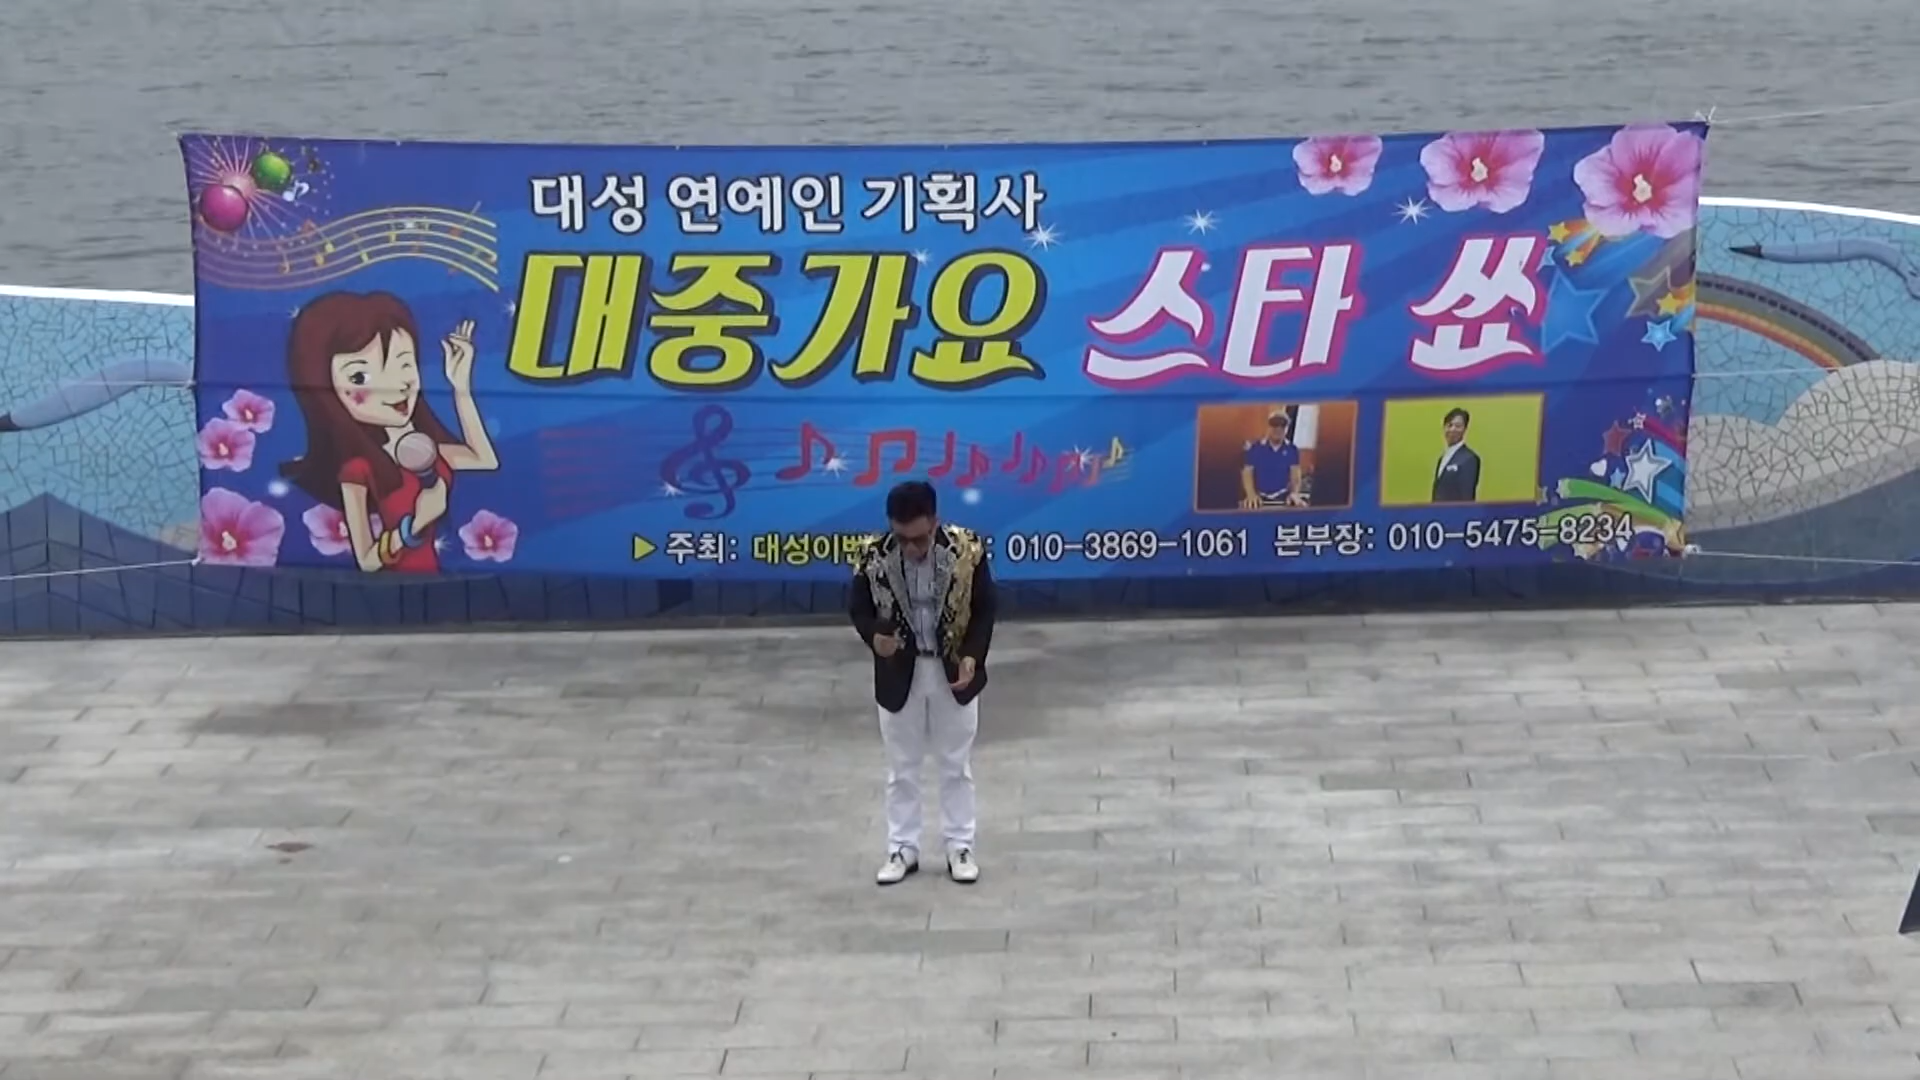 대성 연예인 기획사
대중가요 스타 쑈
▶ 주최: 대성이벤 : 010-3869-1061 본부장: 010-5475-8234